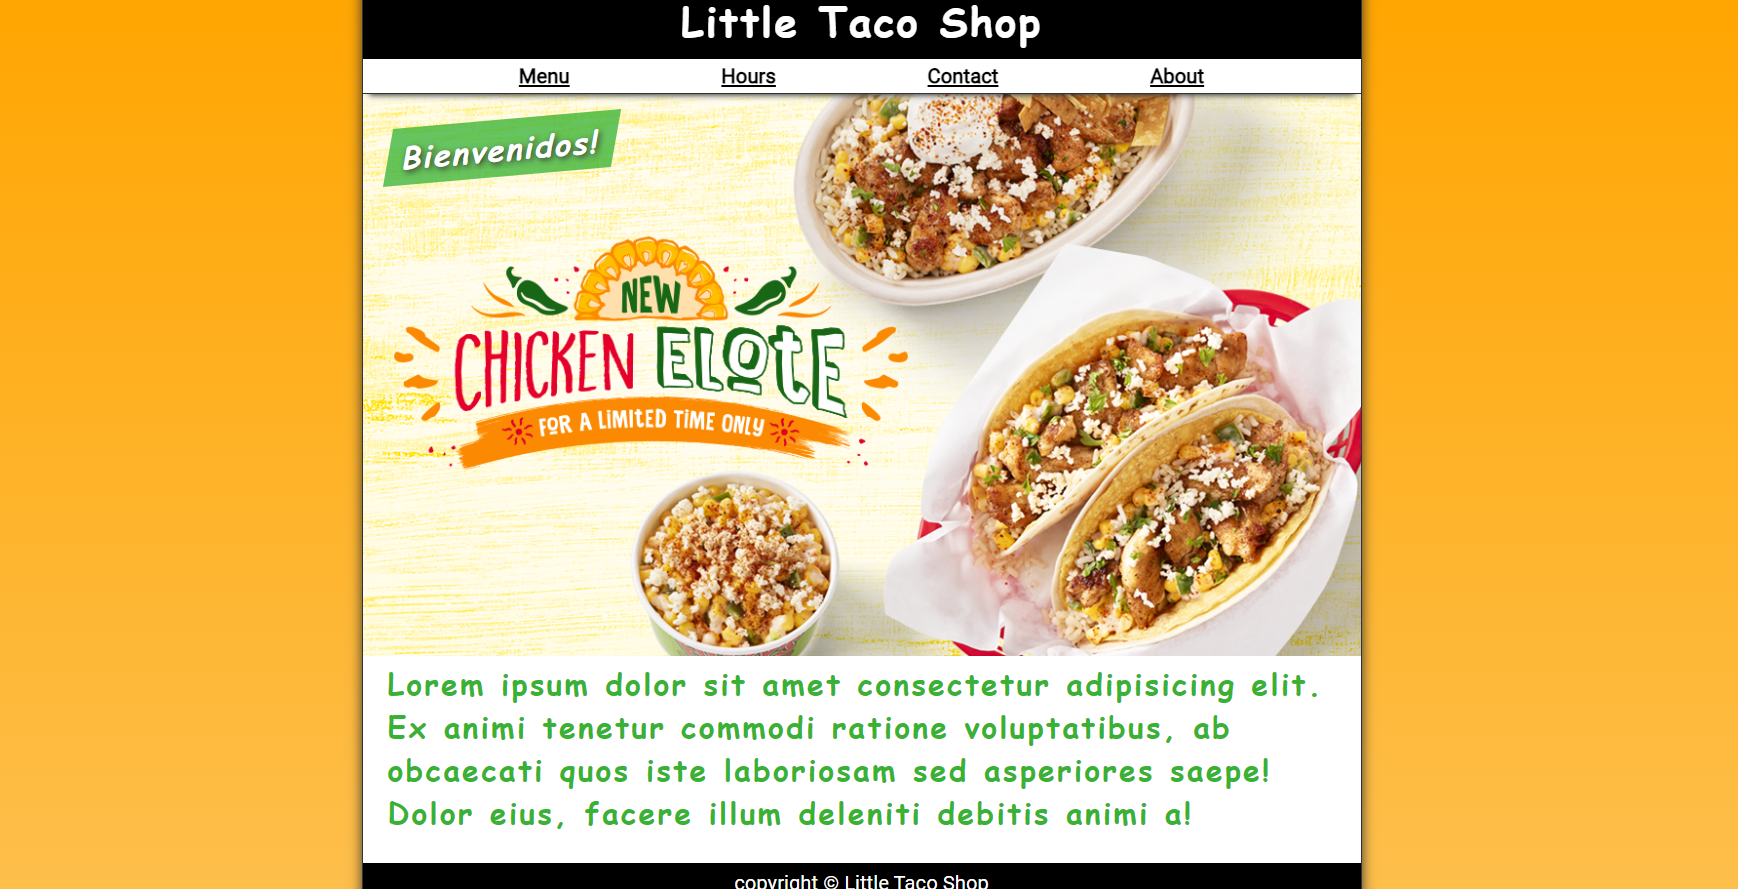 Little Taco Shop
Menu Hours Contact About
Bienvenidos!
NEW
CHICKEN ELOTE
FOR A LIMITED TIME ONLY
Lorem ipsum dolor sit amet consectetur adipisicing elit.
Ex animi tenetur commodi ratione voluptatibus, ab
obcaecati quos iste laboriosam sed asperiores saepe!
Dolor eius, facere illum deleniti debitis animi a!
copyright © Little Taco Shop